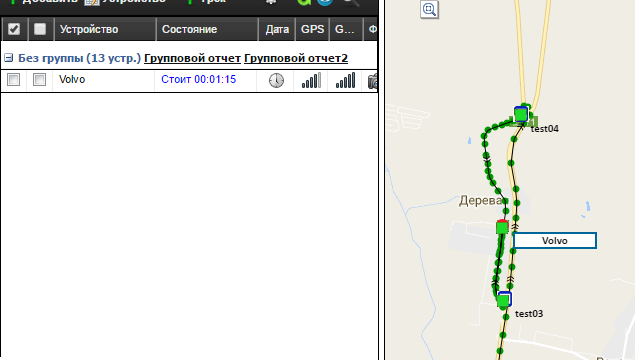 Добавить Устройство Трек
Устройство Состояние Дата GPS G... Ф
Без группы (13 устр.) Групповой отчет Групповой отчет2
Volvo Стоит 00:01:15
test04
Дерева
Volvo
test03